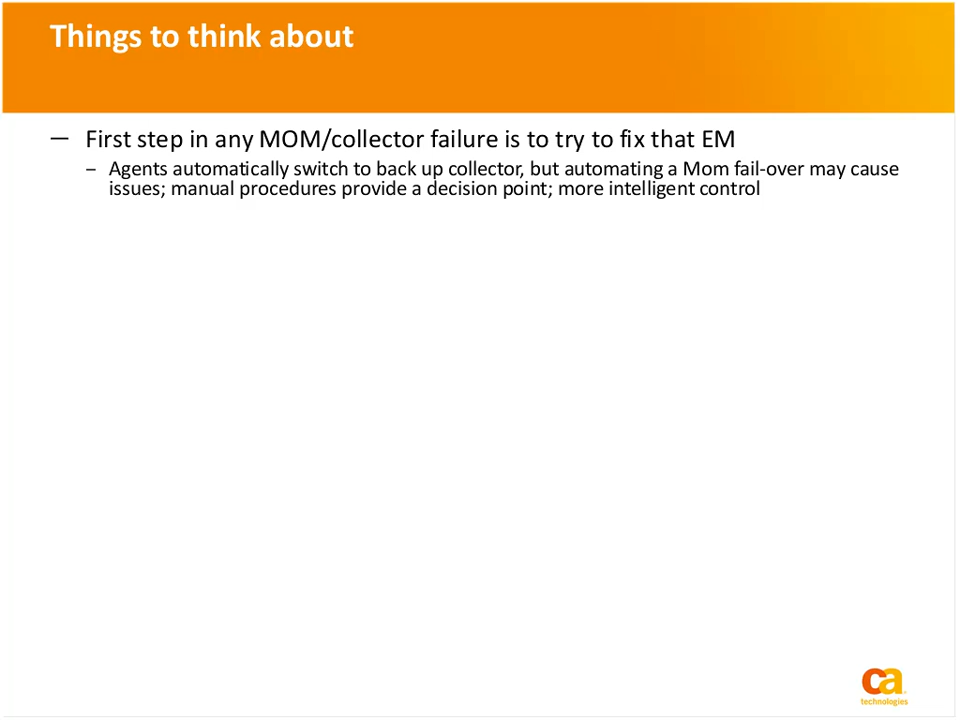 Things to think about
— First step in any MOM/collector failure is to try to fix that EM
– Agents automatically switch to back up collector, but automating a Mom fail-over may cause
issues; manual procedures provide a decision point; more intelligent control
ca
technologies